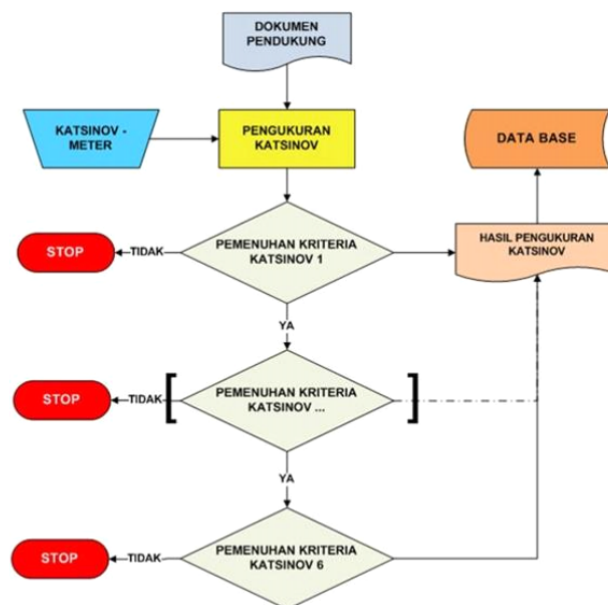 DOKUMEN
PENDUKUNG
KATSINOV -
METER
PENGUKURAN
KATSINOV
DATA BASE
STOP
TIDAK
PEMENUHAN KRITERIA
KATSINOV 1
HASIL PENGUKURAN
KATSINOV
YA
STOP
TIDAK
[
PEMENUHAN KRITERIA
KATSINOV ...
]
YA
STOP
TIDAK
PEMENUHAN KRITERIA
KATSINOV 6